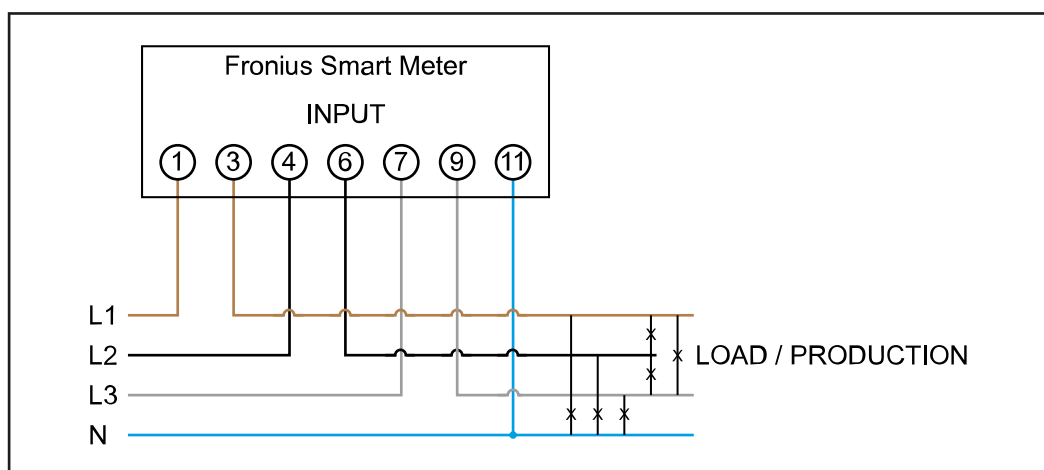 Fronius Smart Meter
INPUT
1 3 4 6 7 9 11
L1
L2
LOAD / PRODUCTION
L3
N